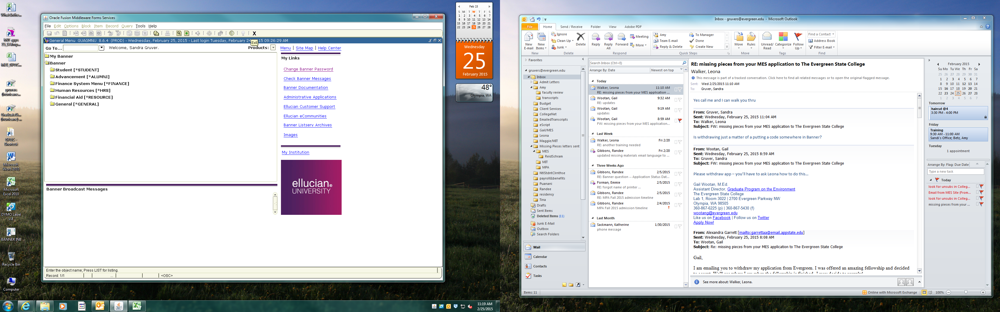 WhatsInthe...
MIT apps
MES_GPAC...
gruvers
(hurricane...
GraduateSt...
(hurricane)...
GPAC -
Shortcut
Microsoft
Word 2010
Microsoft
Excel 2010
DYMO Label
v.8
BANNER INB
Recycle Bin
Computer
Oracle Fusion Middleware Forms Services
File Edit Options Block Item Record Query Tools Help
General Menu GUAGMNU 8.6.4 (PROD) - Wednesday, February 25, 2015 - Last login Tuesday, February 24 015 09:26:29 AM
Exit
Go To... Welcome, Sandra Gruver. Products: Menu | Site Map | Help Center
My Banner
Banner
Student [*STUDENT]
Advancement [*ALUMNI]
Finance System Menu [*FINANCE]
Human Resources [*HRS]
Financial Aid [*RESOURCE]
General [*GENERAL]
My Links
Change Banner Password
Check Banner Messages
Banner Documentation
Administrative Applications
Ellucian Customer Support
Ellucian eCommunities
Banner Listserv Archives
Images
My Institution
ellucian®
UNIVERSITY
Banner Broadcast Messages
Enter the object name; Press LIST for listing.
Record: 1/1 ... <OSC>
Feb 15
S M T W T F S
1 2 3 4 5 6 7
8 9 10 11 12 13 14
15 16 17 18 19 20 21
22 23 24 25 26 27 28
Wednesday
25
February 2015
48°
Olympia, WA
11:19 AM
2/25/2015
Inbox - gruvers@evergreen.edu - Microsoft Outlook
File Home Send / Receive Folder View Adobe PDF
New
E-mail
New
Items
New
Ignore
Clean Up
Junk
Delete
Delete
Reply
Reply
All
Forward
Meeting
More
Respond
Amy
Team E-mail
Reply & Delete
To Manager
Done
Create New
Quick Steps
Move
Rules
Move
Unread/
Read
Categorize
Follow
Up
Tags
Find a Contact
Address Book
Filter E-mail
Find
Favorites
gruvers@evergreen.edu
Inbox
Admit Letters
Amy
faculty review
transcripts
Budget
Client Services
CollegeNet
EmailedTranscripts
eScript
Gail/MES
Leona
Maggie/MIT
Missing Pieces letters sent
MES
ReidSchram
MIT
MPA
NtlStdntClrnthse
payroll&benefits
Puanani
Randee
residency
Tina
Drafts
Sent Items
Deleted Items (11)
Junk E-Mail
Outbox
Search Folders
Mail
Calendar
Contacts
Tasks
Items: 11
Search Inbox (Ctrl+E)
Arrange By: Date Newest on top
Today
Walker, Leona 11:10 AM
RE: missing pieces from your MES application ...
Wootan, Gail 9:32 AM
RE: updates
Wootan, Gail 9:19 AM
updates
Wootan, Gail 8:59 AM
FW: missing pieces from your MES application...
Last Week
Walker, Leona Fri 2/20
RE: another training needed
Gibbons, Randee Fri 2/20
updated missing materials email language to ...
Three Weeks Ago
Gibbons, Randee 2/5/2015
RE: Banner question -- Application Status Dat...
Forman, Emmie 2/5/2015
RE: forgot name of printer ...
Gibbons, Randee 2/5/2015
RE: MPA Fall 2015 admission timeline
Gibbons, Randee 2/4/2015
MPA Fall 2015 admission timeline
Last Month
Sackmann, Katherine 1/30/2015
phone message
RE: missing pieces from your MES application to The Evergreen State College
Walker, Leona
This message is part of a tracked conversation. Click here to find all related messages or to open the original flagged message.
Sent: Wed 2/25/2015 11:10 AM
To: Gruver, Sandra
Yes call me and I can walk you thru
From: Gruver, Sandra
Sent: Wednesday, February 25, 2015 11:04 AM
To: Walker, Leona
Subject: FW: missing pieces from your MES application to The Evergreen State College
Is withdrawing just a matter of a putting a code somewhere in Banner?
From: Wootan, Gail
Sent: Wednesday, February 25, 2015 8:59 AM
To: Gruver, Sandra
Subject: FW: missing pieces from your MES application to The Evergreen State College
Please withdraw app – you'll have to ask Leona how to do this...
Gail Wootan, M.Ed.
Assistant Director, Graduate Program on the Environment
The Evergreen State College
Lab 1, Room 3022 | 2700 Evergreen Parkway NW
Olympia, WA 98505
360-867-6225 (p) | 360-867-5430 (f)
wootang@evergreen.edu
Like us on Facebook | Follow us on Twitter
Apply Now!
From: Alexandra Garrett [mailto:garrettaa@email.appstate.edu]
Sent: Wednesday, February 25, 2015 8:08 AM
To: Wootan, Gail
Subject: Re: missing pieces from your MES application to The Evergreen State College
Gail,
I am emailing you to withdraw my application from Evergreen. I was offered an amazing fellowship and decided
to accept. We'll see where I am when the fellowship is finished. I may decide to reapply!
See more about: Walker, Leona.
Online with Microsoft Exchange 100%
February 2015
Su Mo Tu We Th Fr Sa
25 26 27 28 29 30 31
1 2 3 4 5 6 7
8 9 10 11 12 13 14
15 16 17 18 19 20 21
22 23 24 25 26 27 28
1 2 3 4 5 6 7
Tomorrow
haircut @4
3:30 PM - 4:00 PM
Friday
Training
9:30 AM - 11:00 AM
Sandi's Office; Betz, Amy
Tuesday
1 appointment
Arrange By: Flag: Due Date
Type a new task
Today
look for unsubs in Colleg...
Email from MES Site (From...
look for unsubs in Colleg...
missing pieces from your ...